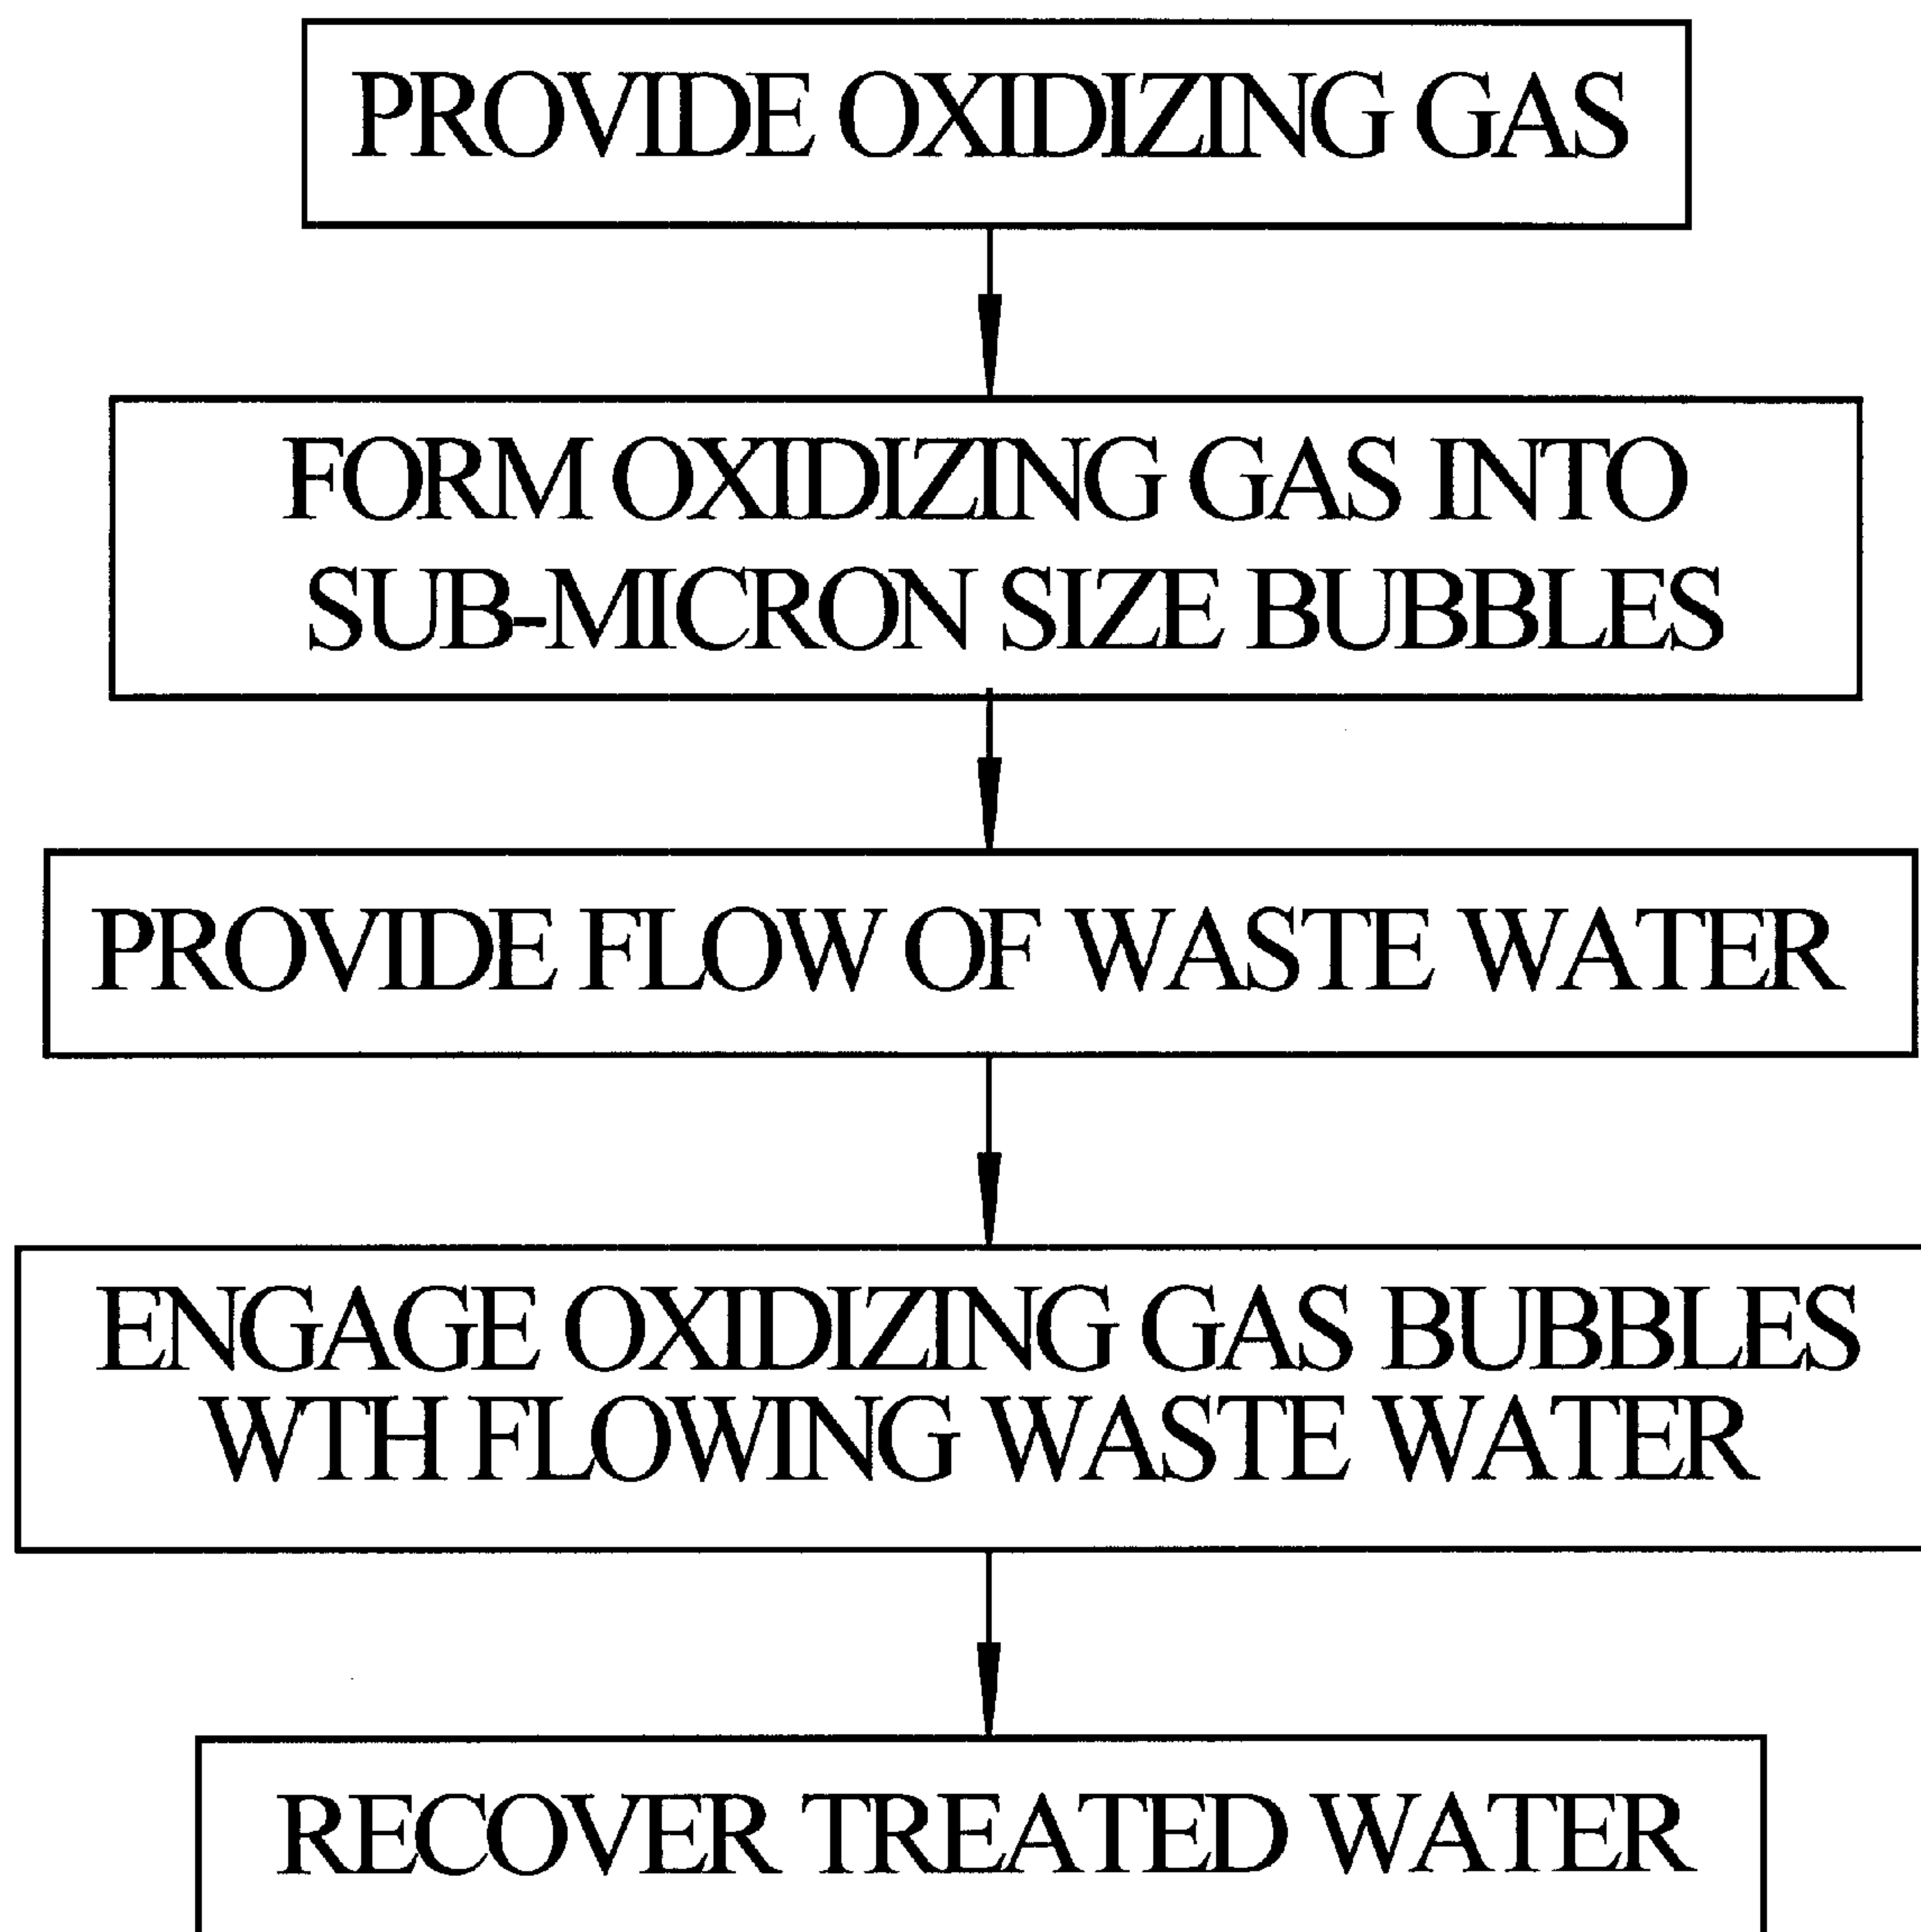 PROVIDE OXIDIZING GAS
FORM OXIDIZING GAS INTO
SUB-MICRON SIZE BUBBLES
PROVIDE FLOW OF WASTE WATER
ENGAGE OXIDIZING GAS BUBBLES
WTH FLOWING WASTE WATER
RECOVER TREATED WATER